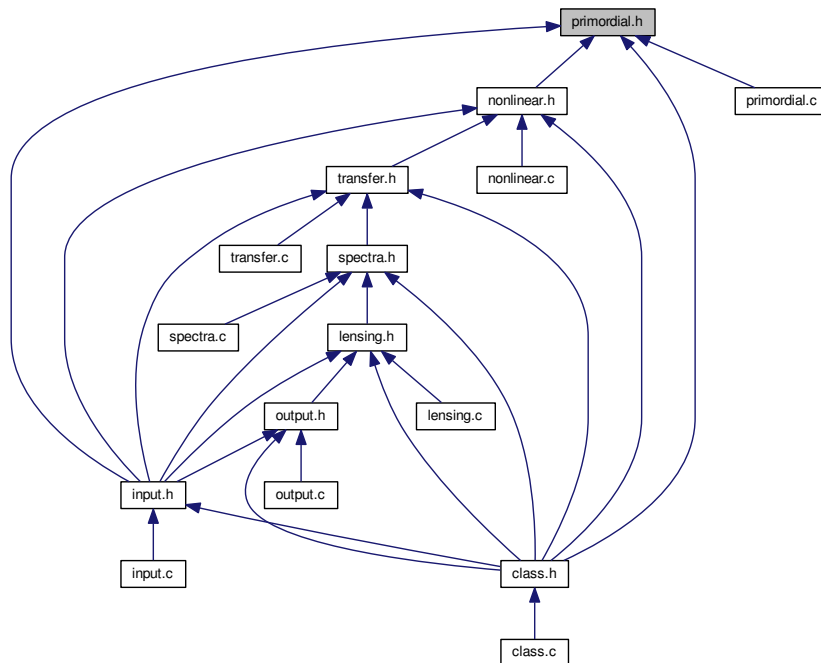 primordial.h
nonlinear.h
primordial.c
transfer.h
nonlinear.c
transfer.c
spectra.h
spectra.c
lensing.h
output.h
lensing.c
input.h
output.c
input.c
class.h
class.c